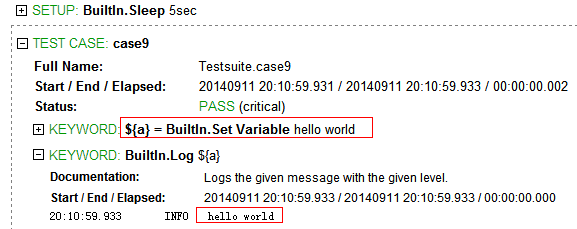 SETUP: BuiltIn.Sleep 5sec
TEST CASE: case9
Full Name: Testsuite.case9
Start / End / Elapsed: 20140911 20:10:59.931 / 20140911 20:10:59.933 / 00:00:00.002
Status: PASS (critical)
KEYWORD: ${a} = BuiltIn.Set Variable hello world
KEYWORD: BuiltIn.Log ${a}
Documentation: Logs the given message with the given level.
Start / End / Elapsed: 20140911 20:10:59.933 / 20140911 20:10:59.933 / 00:00:00.000
20:10:59.933 INFO hello world